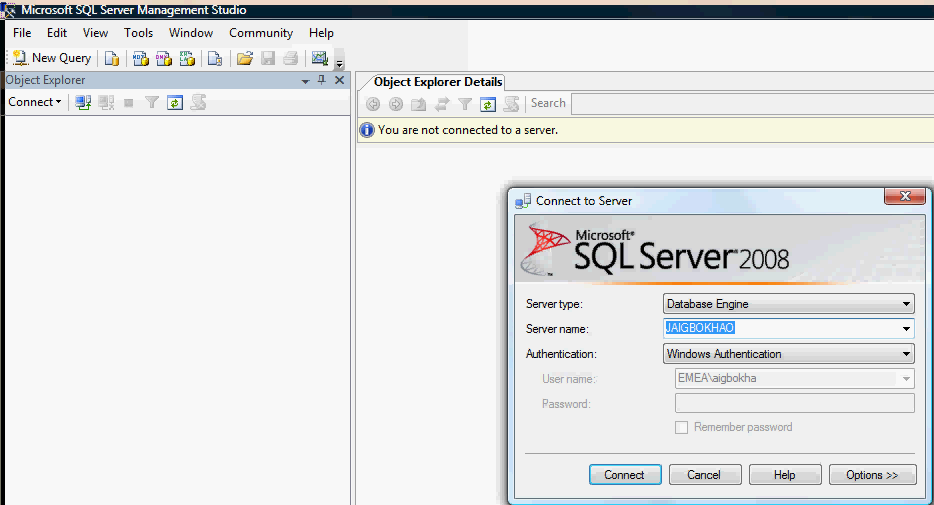 Microsoft SQL Server Management Studio
File Edit View Tools Window Community Help
New Query
Object Explorer
Connect
Object Explorer Details
Search
You are not connected to a server.
Connect to Server
Microsoft®
SQL Server 2008
Server type: Database Engine
Server name: JAIGBOKHAO
Authentication: Windows Authentication
User name: EMEA\aigbokha
Password:
Remember password
Connect Cancel Help Options >>